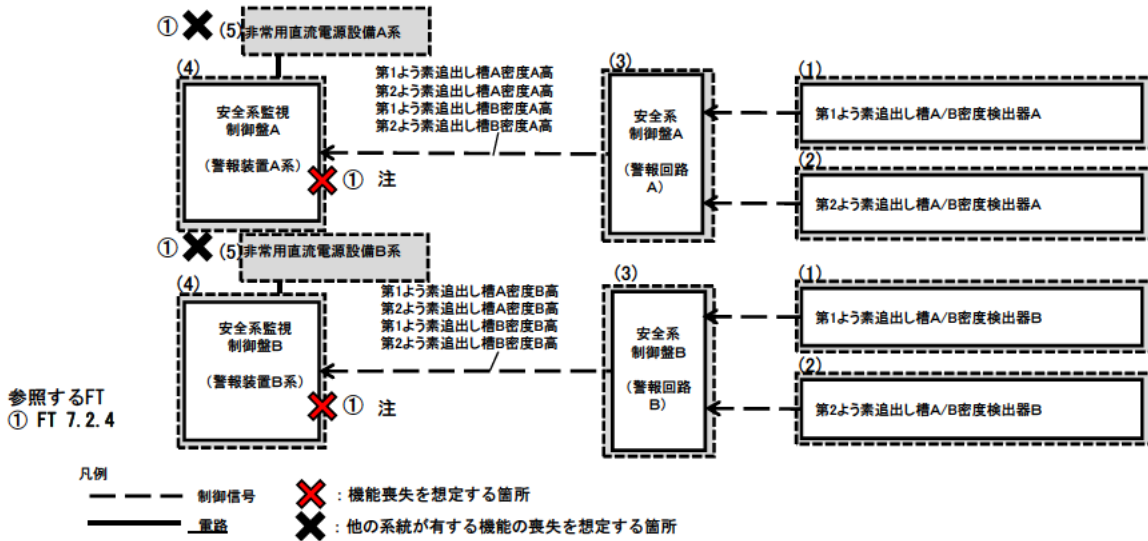 ① (5) 非常用直流電源設備A系
(4)
安全系監視
制御盤A
(警報装置A系)
① 注
第1よう素追出し槽A密度A高
第2よう素追出し槽A密度A高
第1よう素追出し槽B密度A高
第2よう素追出し槽B密度A高
(3)
安全系
制御盤A
(警報回路
A)
(1)
第1よう素追出し槽A/B密度検出器A
(2)
第2よう素追出し槽A/B密度検出器A
① (5) 非常用直流電源設備B系
(4)
安全系監視
制御盤B
(警報装置B系)
① 注
第1よう素追出し槽A密度B高
第2よう素追出し槽A密度B高
第1よう素追出し槽B密度B高
第2よう素追出し槽B密度B高
(3)
安全系
制御盤B
(警報回路
B)
(1)
第1よう素追出し槽A/B密度検出器B
(2)
第2よう素追出し槽A/B密度検出器B
参照するFT
① FT 7.2.4
凡例
制御信号
:機能喪失を想定する箇所
電路
:他の系統が有する機能の喪失を想定する箇所